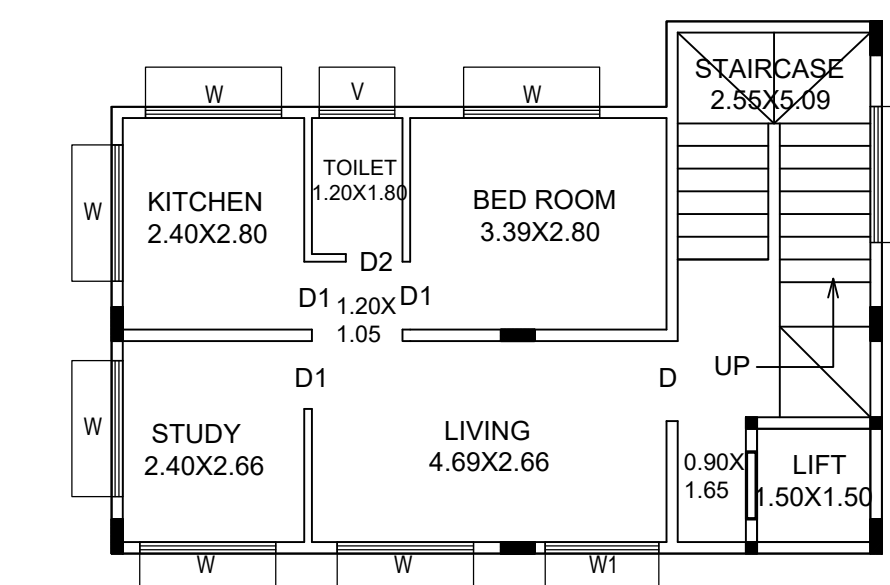 STAIRCASE
2.55X5.09
W
V
W
TOILET
1.20X1.80
KITCHEN
2.40X2.80
BED ROOM
3.39X2.80
W
D2
D1
1.20X
1.05
D1
D1
D
UP
W
STUDY
2.40X2.66
LIVING
4.69X2.66
0.90X
1.65
LIFT
1.50X1.50
W
W
W1